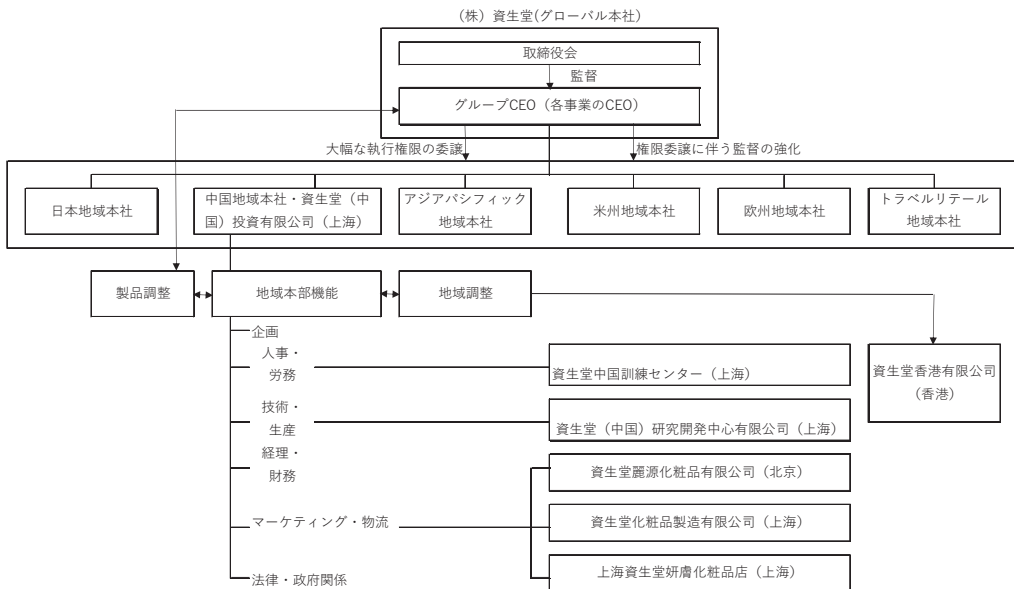 （株）資生堂(グローバル本社)
取締役会
監督
グループCEO（各事業のCEO）
大幅な執行権限の委譲
権限委譲に伴う監督の強化
日本地域本社
中国地域本社・資生堂（中
国）投資有限公司（上海）
アジアパシフィック
地域本社
米州地域本社
欧州地域本社
トラベルリテール
地域本社
製品調整
地域本部機能
地域調整
企画
人事・
労務
資生堂中国訓練センター（上海）
資生堂香港有限公司
（香港）
技術・
生産
資生堂（中国）研究開発中心有限公司（上海）
経理・
財務
資生堂麗源化粧品有限公司（北京）
マーケティング・物流
資生堂化粧品製造有限公司（上海）
法律・政府関係
上海資生堂妍膚化粧品店（上海）